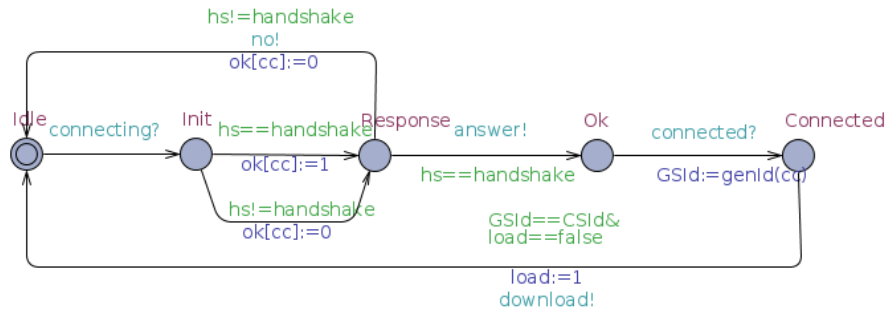 hs!=handshake
no!
ok[cc]:=0
Idle
connecting?
Init
hs==handshake
ok[cc]:=1
Response
answer!
hs==handshake
Ok
connected?
GSId:=genId(cc)
Connected
hs!=handshake
ok[cc]:=0
GSId==CSId&
load==false
load:=1
download!